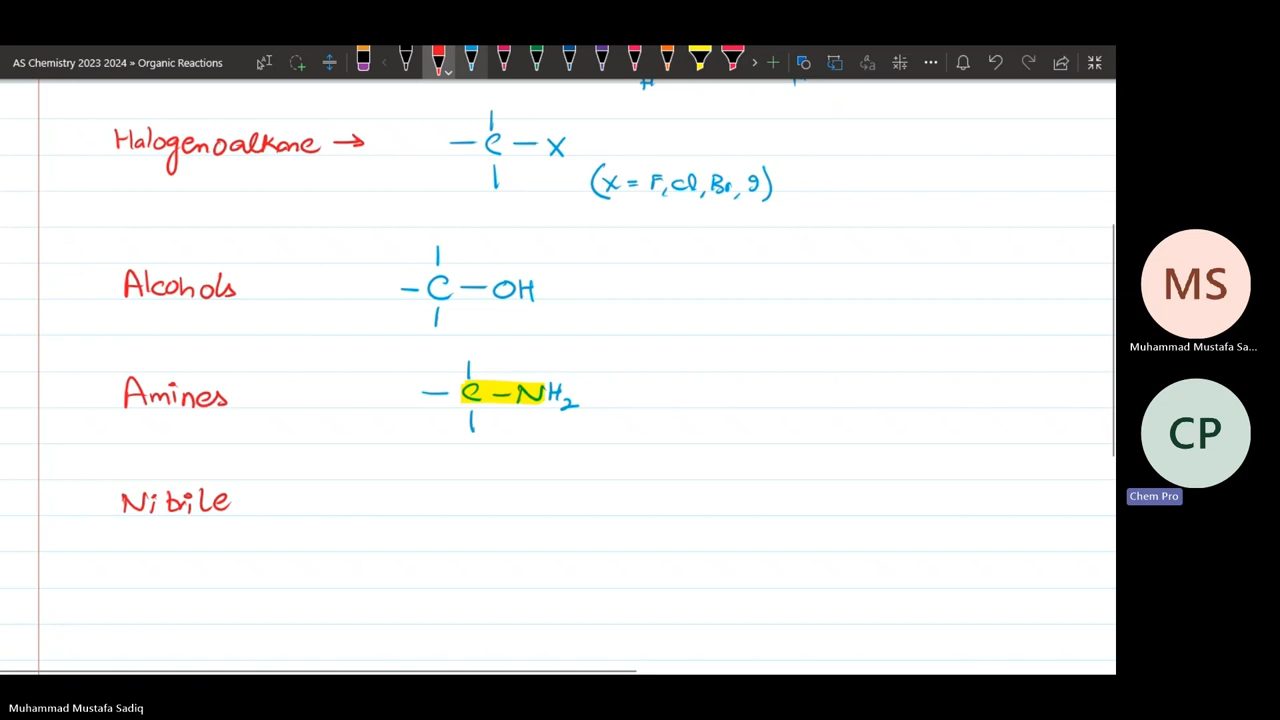 AS Chemistry 2023 2024 » Organic Reactions
Halogenoalkane → — C — X
(X = F, Cl, Br, I)
Alcohols — C — OH
Amines — C — NH2
Nitrile
MS
Muhammad Mustafa Sa...
CP
Chem Pro
Muhammad Mustafa Sadiq